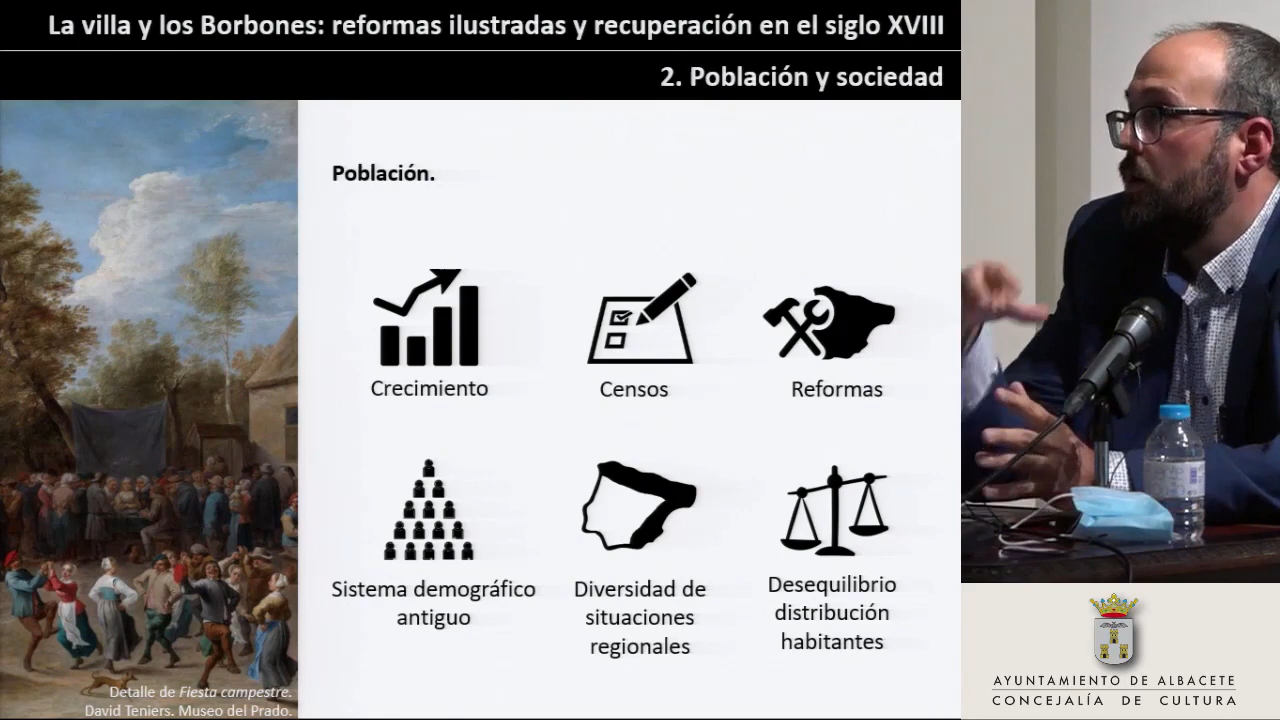 La villa y los Borbones: reformas ilustradas y recuperación en el siglo XVIII
2. Población y sociedad
Población.
Crecimiento
Censos
Reformas
Sistema demográfico
antiguo
Diversidad de
situaciones
regionales
Desequilibrio
distribución
habitantes
Detalle de Fiesta campestre.
David Teniers. Museo del Prado.
AYUNTAMIENTO DE ALBACETE
CONCEJALÍA DE CULTURA